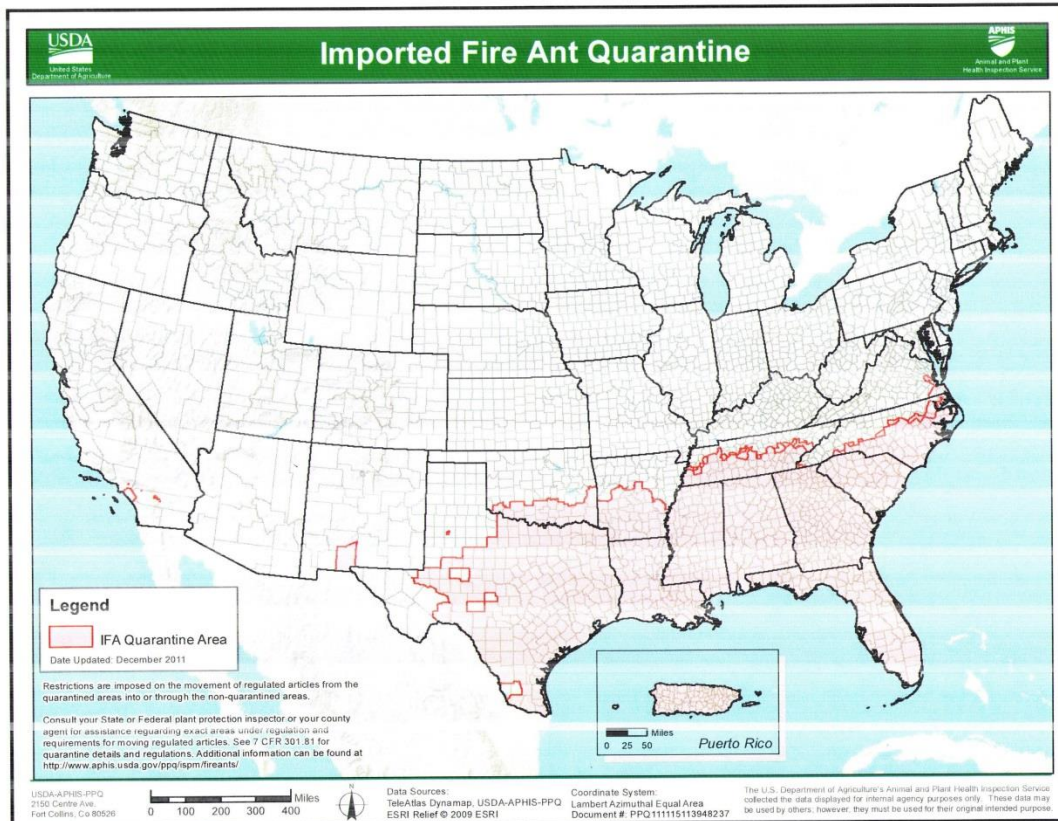 USDA
United States
Department of Agriculture
Imported Fire Ant Quarantine
APHIS
Animal and Plant
Health Inspection Service
Legend
IFA Quarantine Area
Date Updated: December 2011
Restrictions are imposed on the movement of regulated articles from the
quarantined areas into or through the non-quarantined areas.
Consult your State or Federal plant protection inspector or your county
agent for assistance reguarding exact areas under regulation and
requirements for moving regulated articles. See 7 CFR 301.81 for
quarantine details and regulations. Additional information can be found at
http://www.aphis.usda.gov/ppq/ispm/fireants/
Miles
0 25 50
Puerto Rico
USDA-APHIS-PPQ
2150 Centre Ave.
Fort Collins, Co 80526
Miles
0 100 200 300 400
N
Data Sources:
TeleAtlas Dynamap, USDA-APHIS-PPQ
ESRI Relief © 2009 ESRI
Coordinate System:
Lambert Azimuthal Equal Area
Document #: PPQ111115113948237
The U.S. Department of Agriculture's Animal and Plant Health Inspection Service
collected the data displayed for internal agency purposes only. These data may
be used by others; however, they must be used for their original intended purpose.